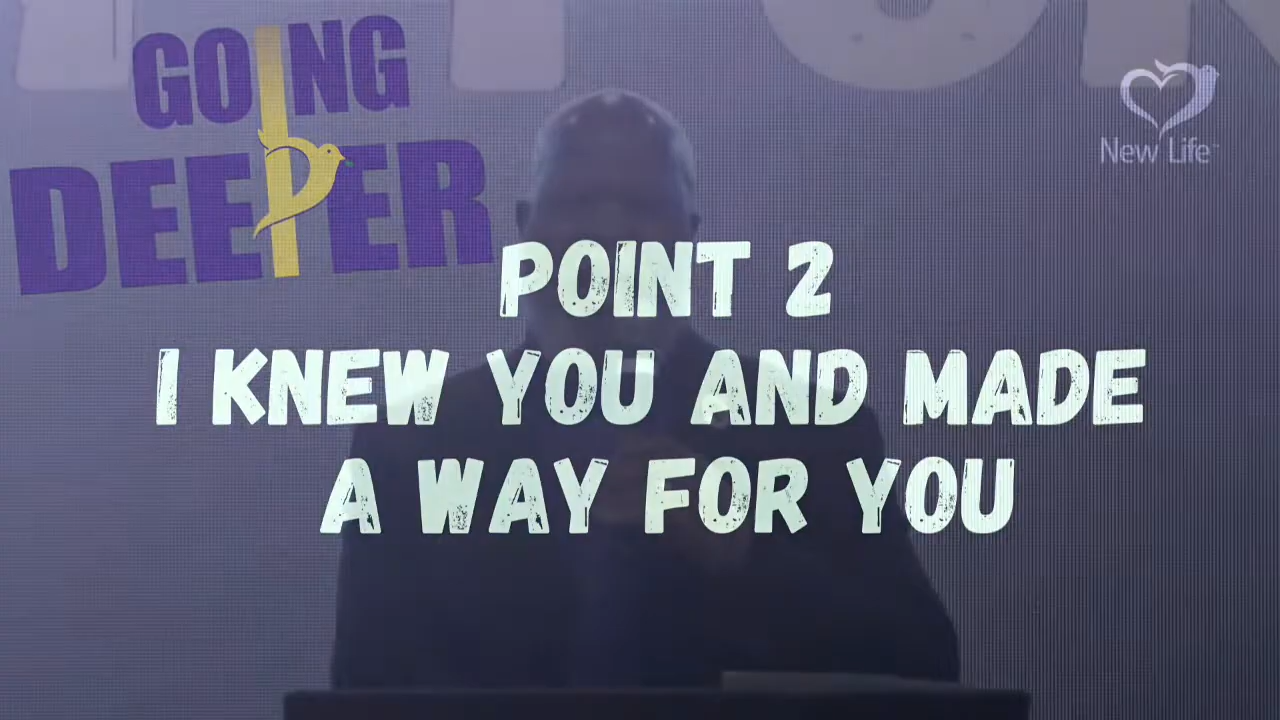 GOING
DEEPER
New Life
POINT 2
I KNEW YOU AND MADE
A WAY FOR YOU